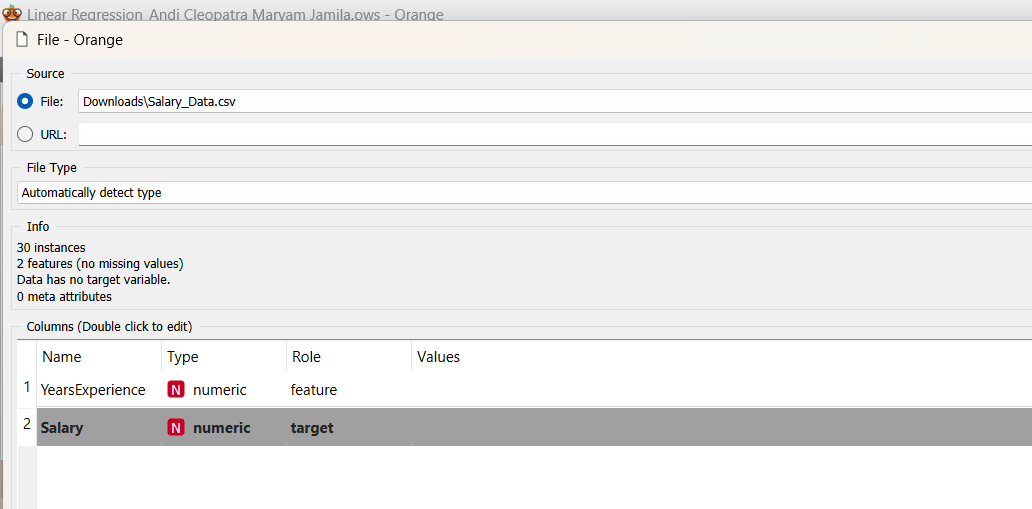 Linear Regression_Andi Cleopatra Maryam Jamila.ows - Orange
File - Orange
Source
File: Downloads\Salary_Data.csv
URL:
File Type
Automatically detect type
Info
30 instances
2 features (no missing values)
Data has no target variable.
0 meta attributes
Columns (Double click to edit)
Name Type Role Values
1 YearsExperience N numeric feature
2 Salary N numeric target